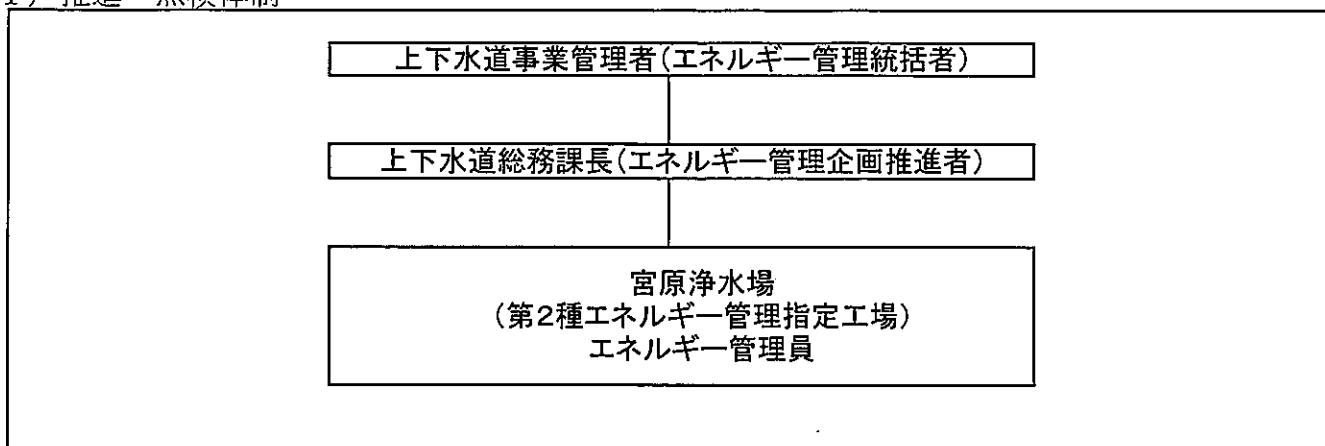 上下水道事業管理者(エネルギー管理統括者)
上下水道総務課長(エネルギー管理企画推進者)
宮原浄水場
(第2種エネルギー管理指定工場)
エネルギー管理員